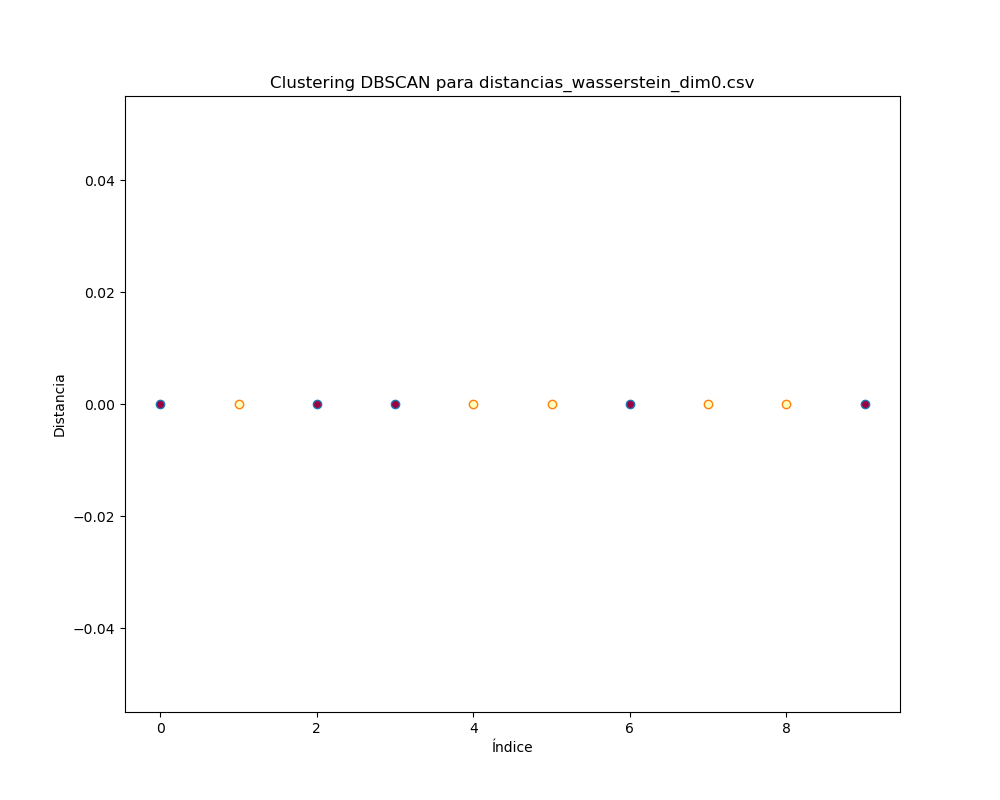 Clustering DBSCAN para distancias_wasserstein_dim0.csv
0.04
0.02
0.00
−0.02
−0.04
Distancia
0 2 4 6 8
Índice